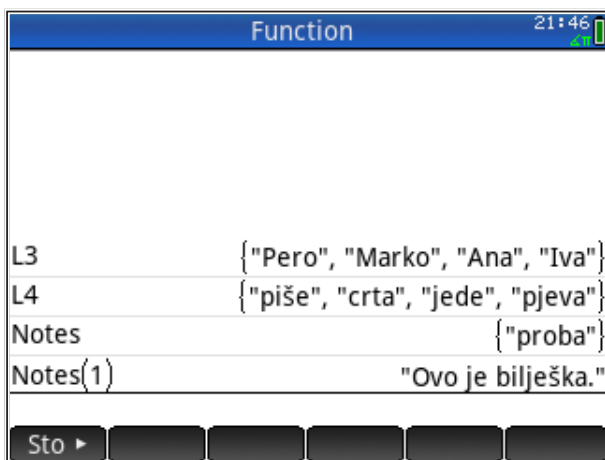 Function 21:46
∡π
L3 {"Pero", "Marko", "Ana", "Iva"}
L4 {"piše", "crta", "jede", "pjeva"}
Notes {"proba"}
Notes(1) "Ovo je bilješka."
Sto ►